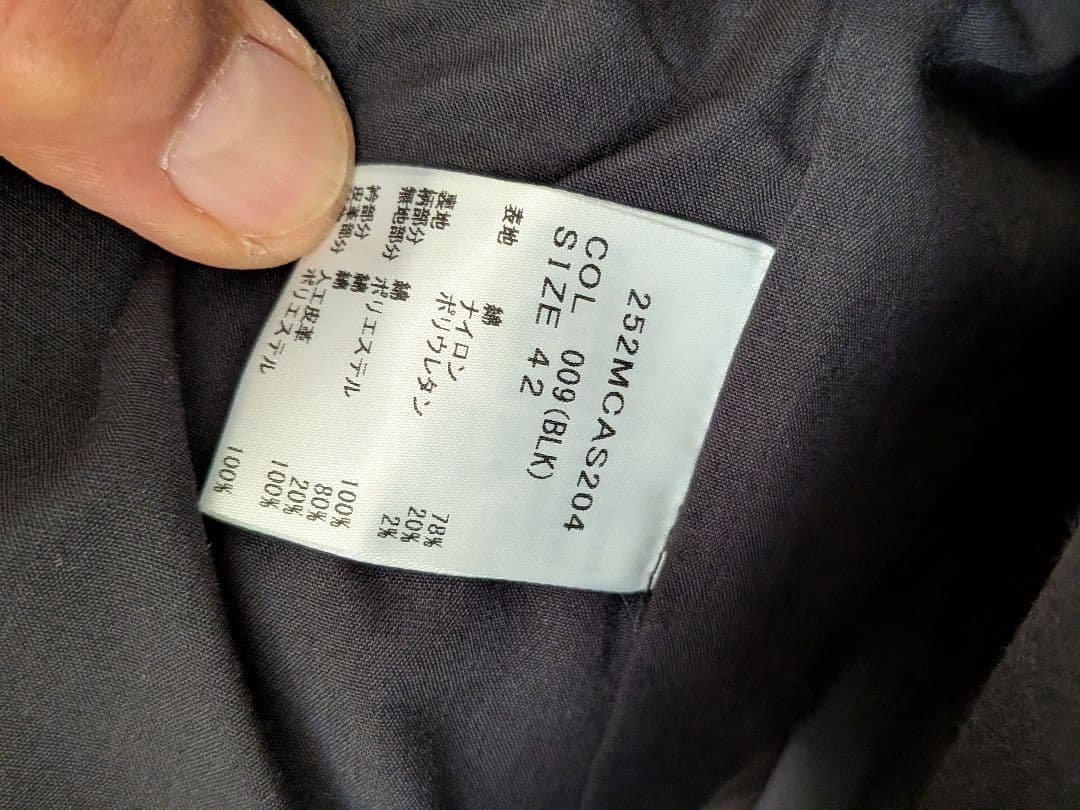 252MCAS204
COL 009(BLK)
SIZE 42
表地 綿 78%
ナイロン 20%
ポリウレタン 2%
裏地
柄部分 綿 100%
無地部分 ポリエステル 80%
綿 20%
衿部分 綿 100%
皮革部分 人工皮革
ポリエステル 100%